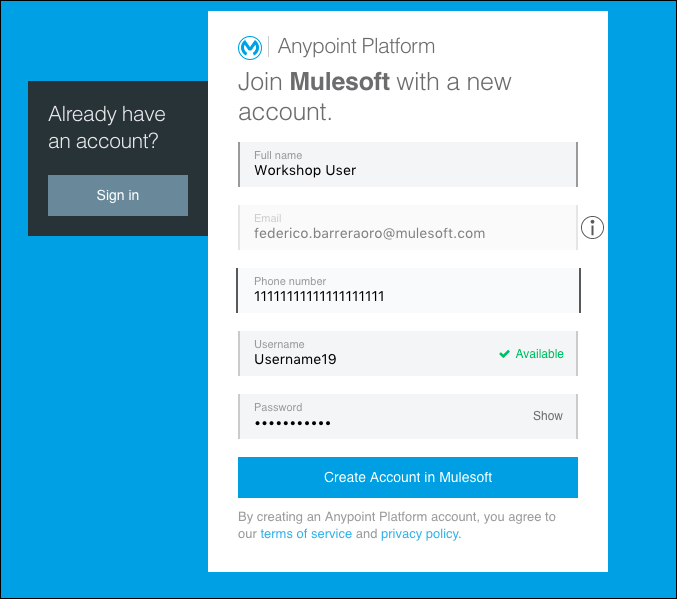 Anypoint Platform
Join Mulesoft with a new
account.
Already have
an account?
Sign in
Full name
Workshop User
Email
federico.barreraoro@mulesoft.com
Phone number
11111111111111111111
Username
Username19
Available
Password
Show
Create Account in Mulesoft
By creating an Anypoint Platform account, you agree to
our terms of service and privacy policy.